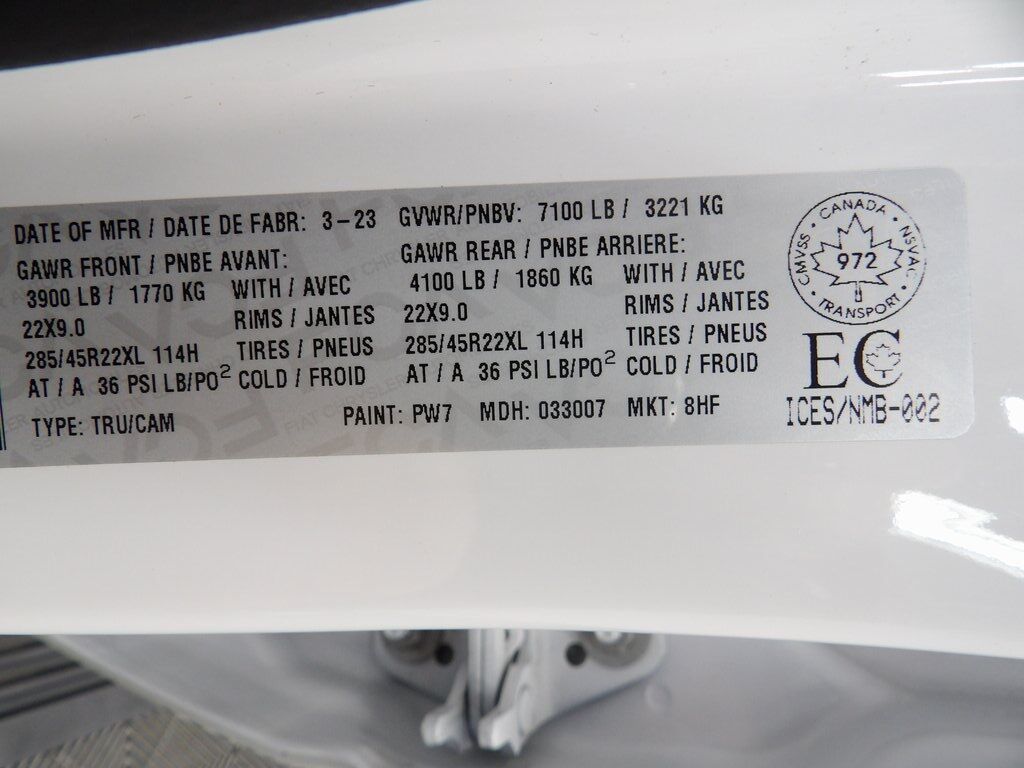 DATE OF MFR / DATE DE FABR: 3-23 GVWR/PNBV: 7100 LB / 3221 KG
GAWR FRONT / PNBE AVANT: GAWR REAR / PNBE ARRIERE:
3900 LB / 1770 KG WITH / AVEC 4100 LB / 1860 KG WITH / AVEC
22X9.0 RIMS / JANTES 22X9.0 RIMS / JANTES
285/45R22XL 114H TIRES / PNEUS 285/45R22XL 114H TIRES / PNEUS
AT / A 36 PSI LB/PO² COLD / FROID AT / A 36 PSI LB/PO² COLD / FROID
TYPE: TRU/CAM PAINT: PW7 MDH: 033007 MKT: 8HF
CANADA · NSVAC · TRANSPORT · CMVSS ·
972
EC
ICES/NMB-002